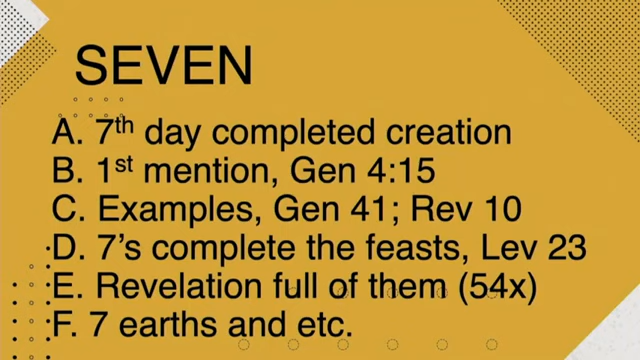 SEVEN
A. 7th day completed creation
B. 1st mention, Gen 4:15
C. Examples, Gen 41; Rev 10
D. 7's complete the feasts, Lev 23
E. Revelation full of them (54x)
F. 7 earths and etc.